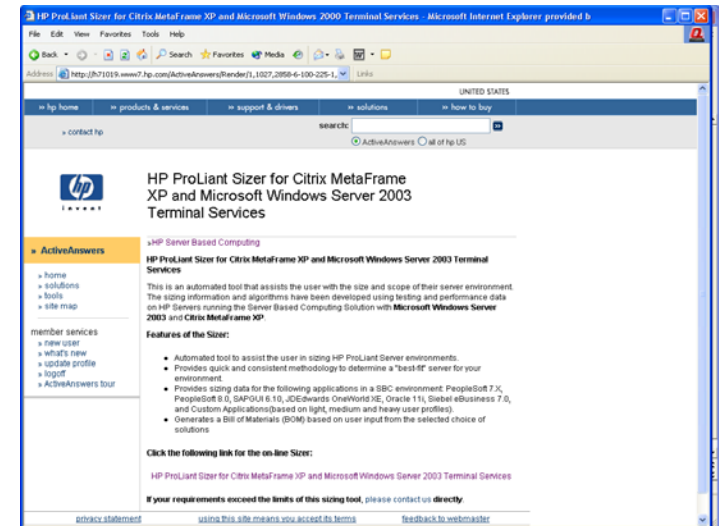 HP ProLiant Sizer for Citrix MetaFrame XP and Microsoft Windows 2000 Terminal Services - Microsoft Internet Explorer provided b
File Edit View Favorites Tools Help
Back Search Favorites Media
Address http://h71019.www7.hp.com/ActiveAnswers/Render/1,1027,2858-6-100-225-1, Links
UNITED STATES
» hp home » products & services » support & drivers » solutions » how to buy
» contact hp
search:
ActiveAnswers all of hp US
hp
invent
HP ProLiant Sizer for Citrix MetaFrame
XP and Microsoft Windows Server 2003
Terminal Services
» ActiveAnswers
» home
» solutions
» tools
» site map
member services
» new user
» what's new
» update profile
» logoff
» ActiveAnswers tour
»HP Server Based Computing
HP ProLiant Sizer for Citrix MetaFrame XP and Microsoft Windows Server 2003 Terminal
Services
This is an automated tool that assists the user with the size and scope of their server environment.
The sizing information and algorithms have been developed using testing and performance data
on HP Servers running the Server Based Computing Solution with Microsoft Windows Server
2003 and Citrix MetaFrame XP.
Features of the Sizer:
• Automated tool to assist the user in sizing HP ProLiant Server environments.
• Provides quick and consistent methodology to determine a "best-fit" server for your
environment.
• Provides sizing data for the following applications in a SBC environment: PeopleSoft 7.X,
PeopleSoft 8.0, SAPGUI 6.10, JDEdwards OneWorld XE, Oracle 11i, Siebel eBusiness 7.0,
and Custom Applications(based on light, medium and heavy user profiles).
• Generates a Bill of Materials (BOM) based on user input from the selected choice of
solutions
Click the following link for the on-line Sizer:
HP ProLiant Sizer for Citrix MetaFrame XP and Microsoft Windows Server 2003 Terminal Services
If your requirements exceed the limits of this sizing tool, please contact us directly.
privacy statement using this site means you accept its terms feedback to webmaster